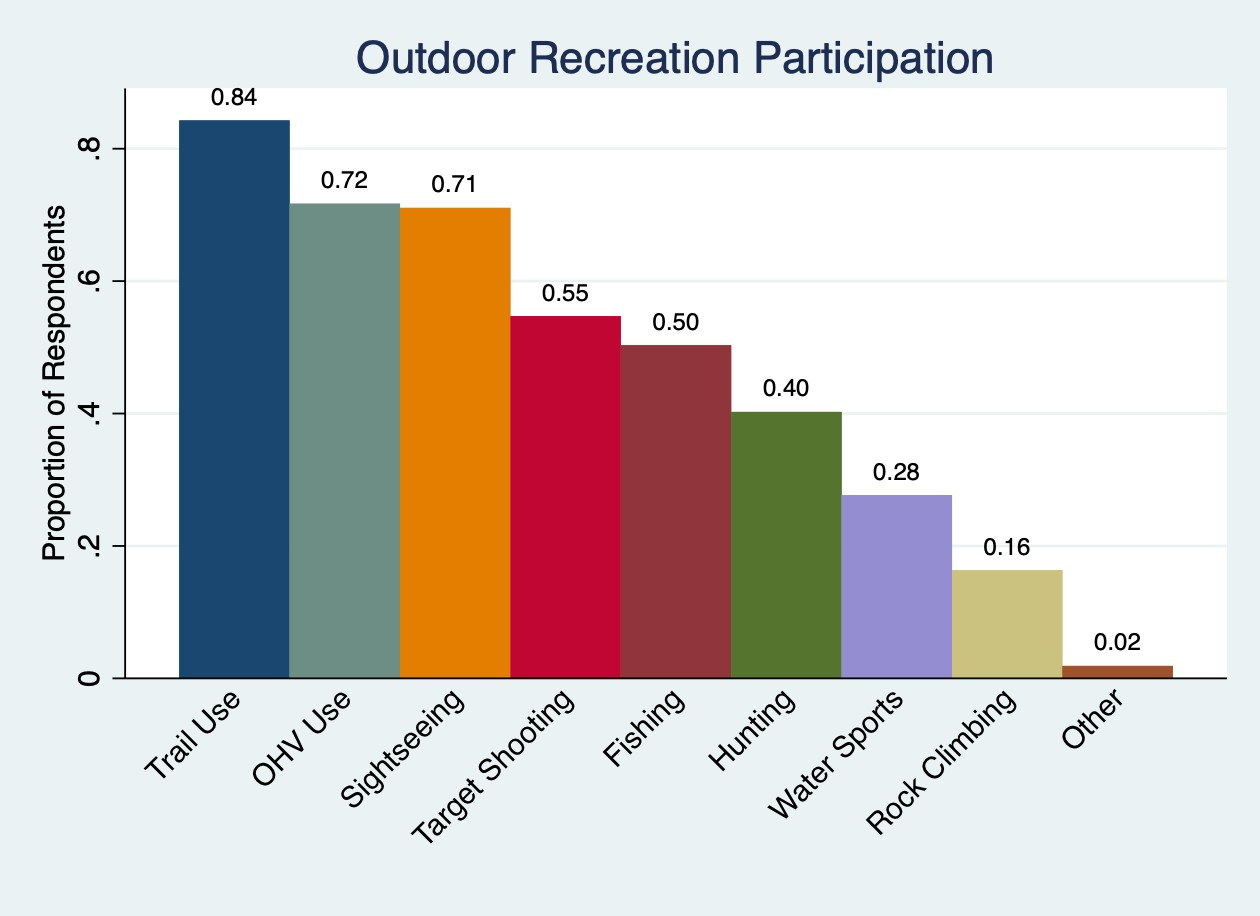 Outdoor Recreation Participation
Proportion of Respondents
.8
.6
.4
.2
0
0.84
0.72
0.71
0.55
0.50
0.40
0.28
0.16
0.02
Trail Use
OHV Use
Sightseeing
Target Shooting
Fishing
Hunting
Water Sports
Rock Climbing
Other